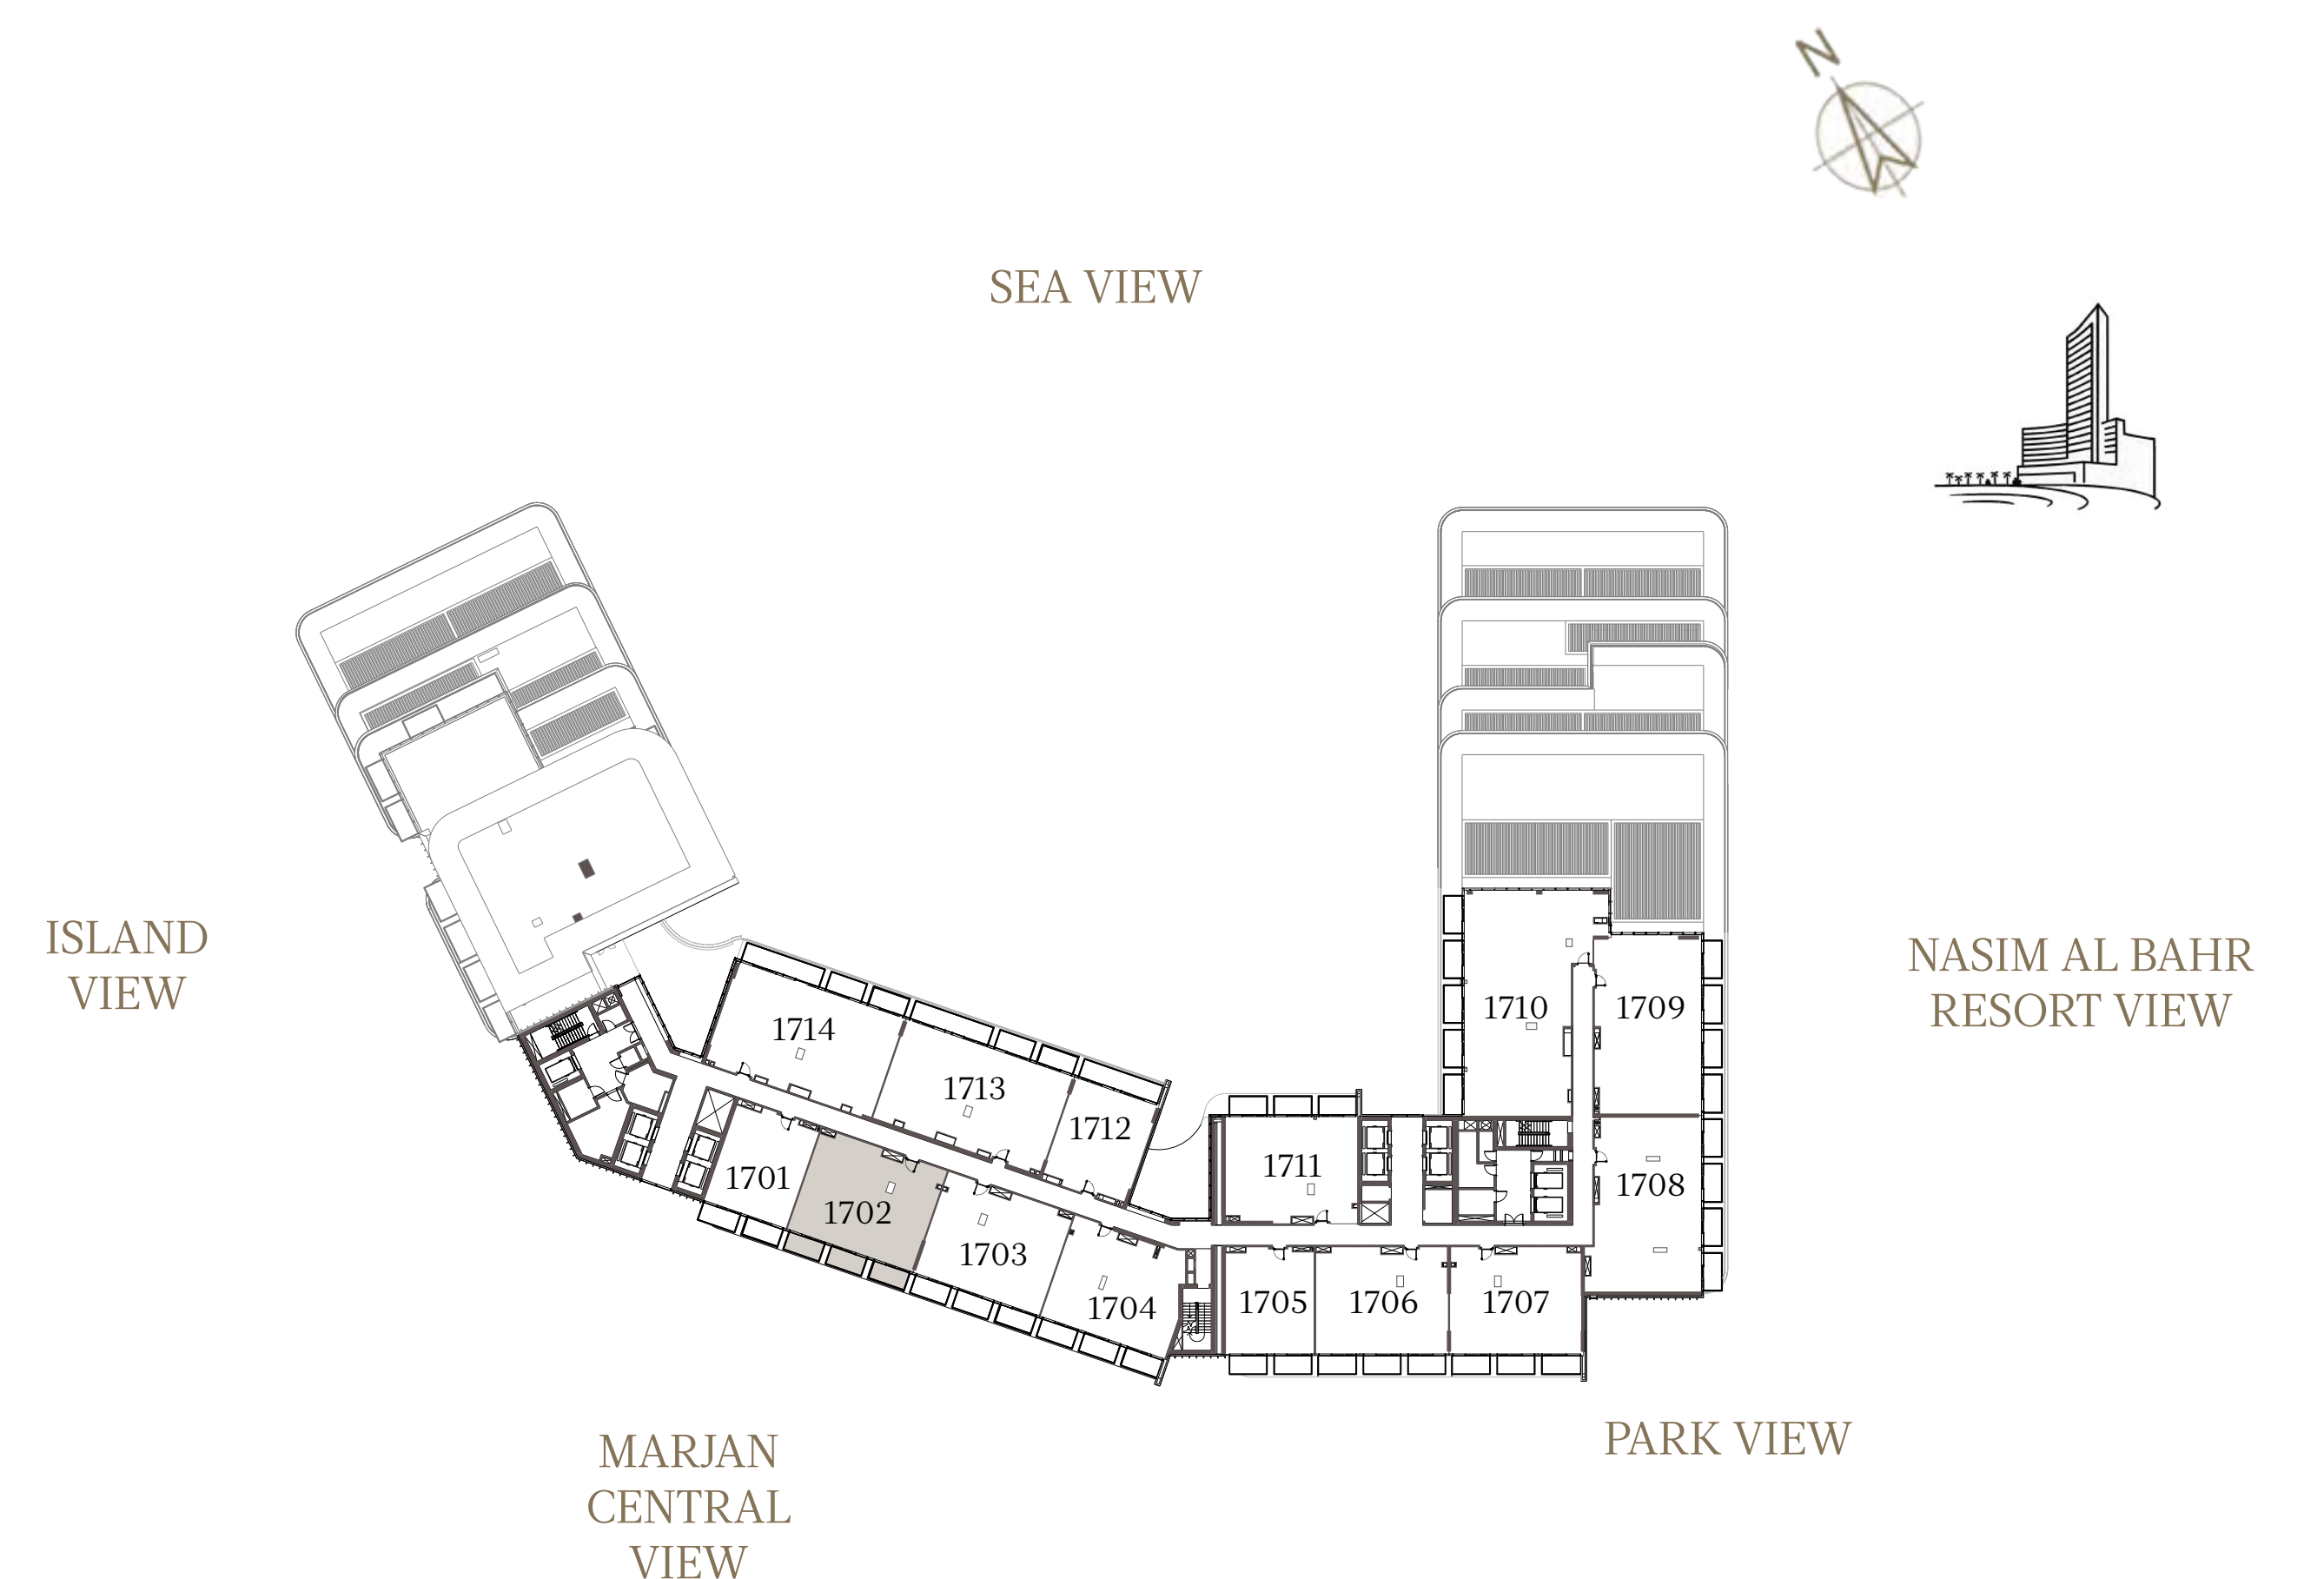 N
SEA VIEW
ISLAND
VIEW
NASIM AL BAHR
RESORT VIEW
1710
1709
1714
1713
1712
1711
1708
1701
1702
1703
1704
1705
1706
1707
MARJAN
CENTRAL
VIEW
PARK VIEW